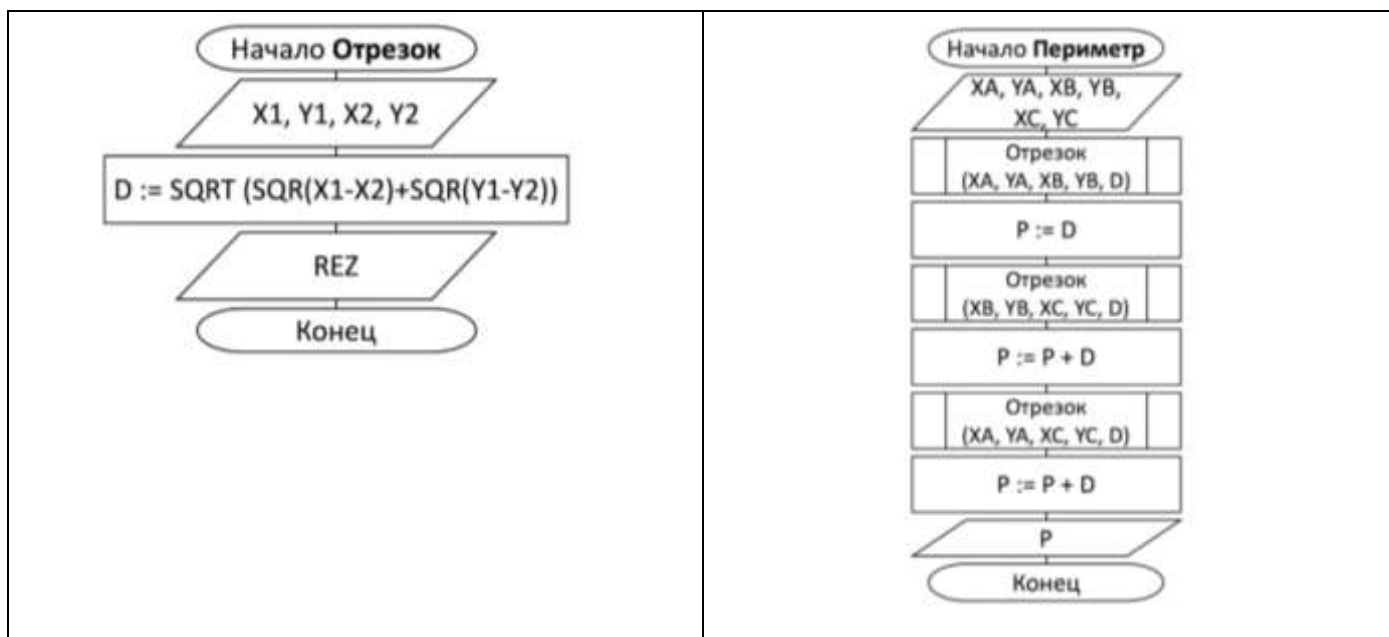 Начало Отрезок
X1, Y1, X2, Y2
D := SQRT (SQR(X1-X2)+SQR(Y1-Y2))
REZ
Конец
Начало Периметр
XA, YA, XB, YB,
XC, YC
Отрезок
(XA, YA, XB, YB, D)
P := D
Отрезок
(XB, YB, XC, YC, D)
P := P + D
Отрезок
(XA, YA, XC, YC, D)
P := P + D
P
Конец